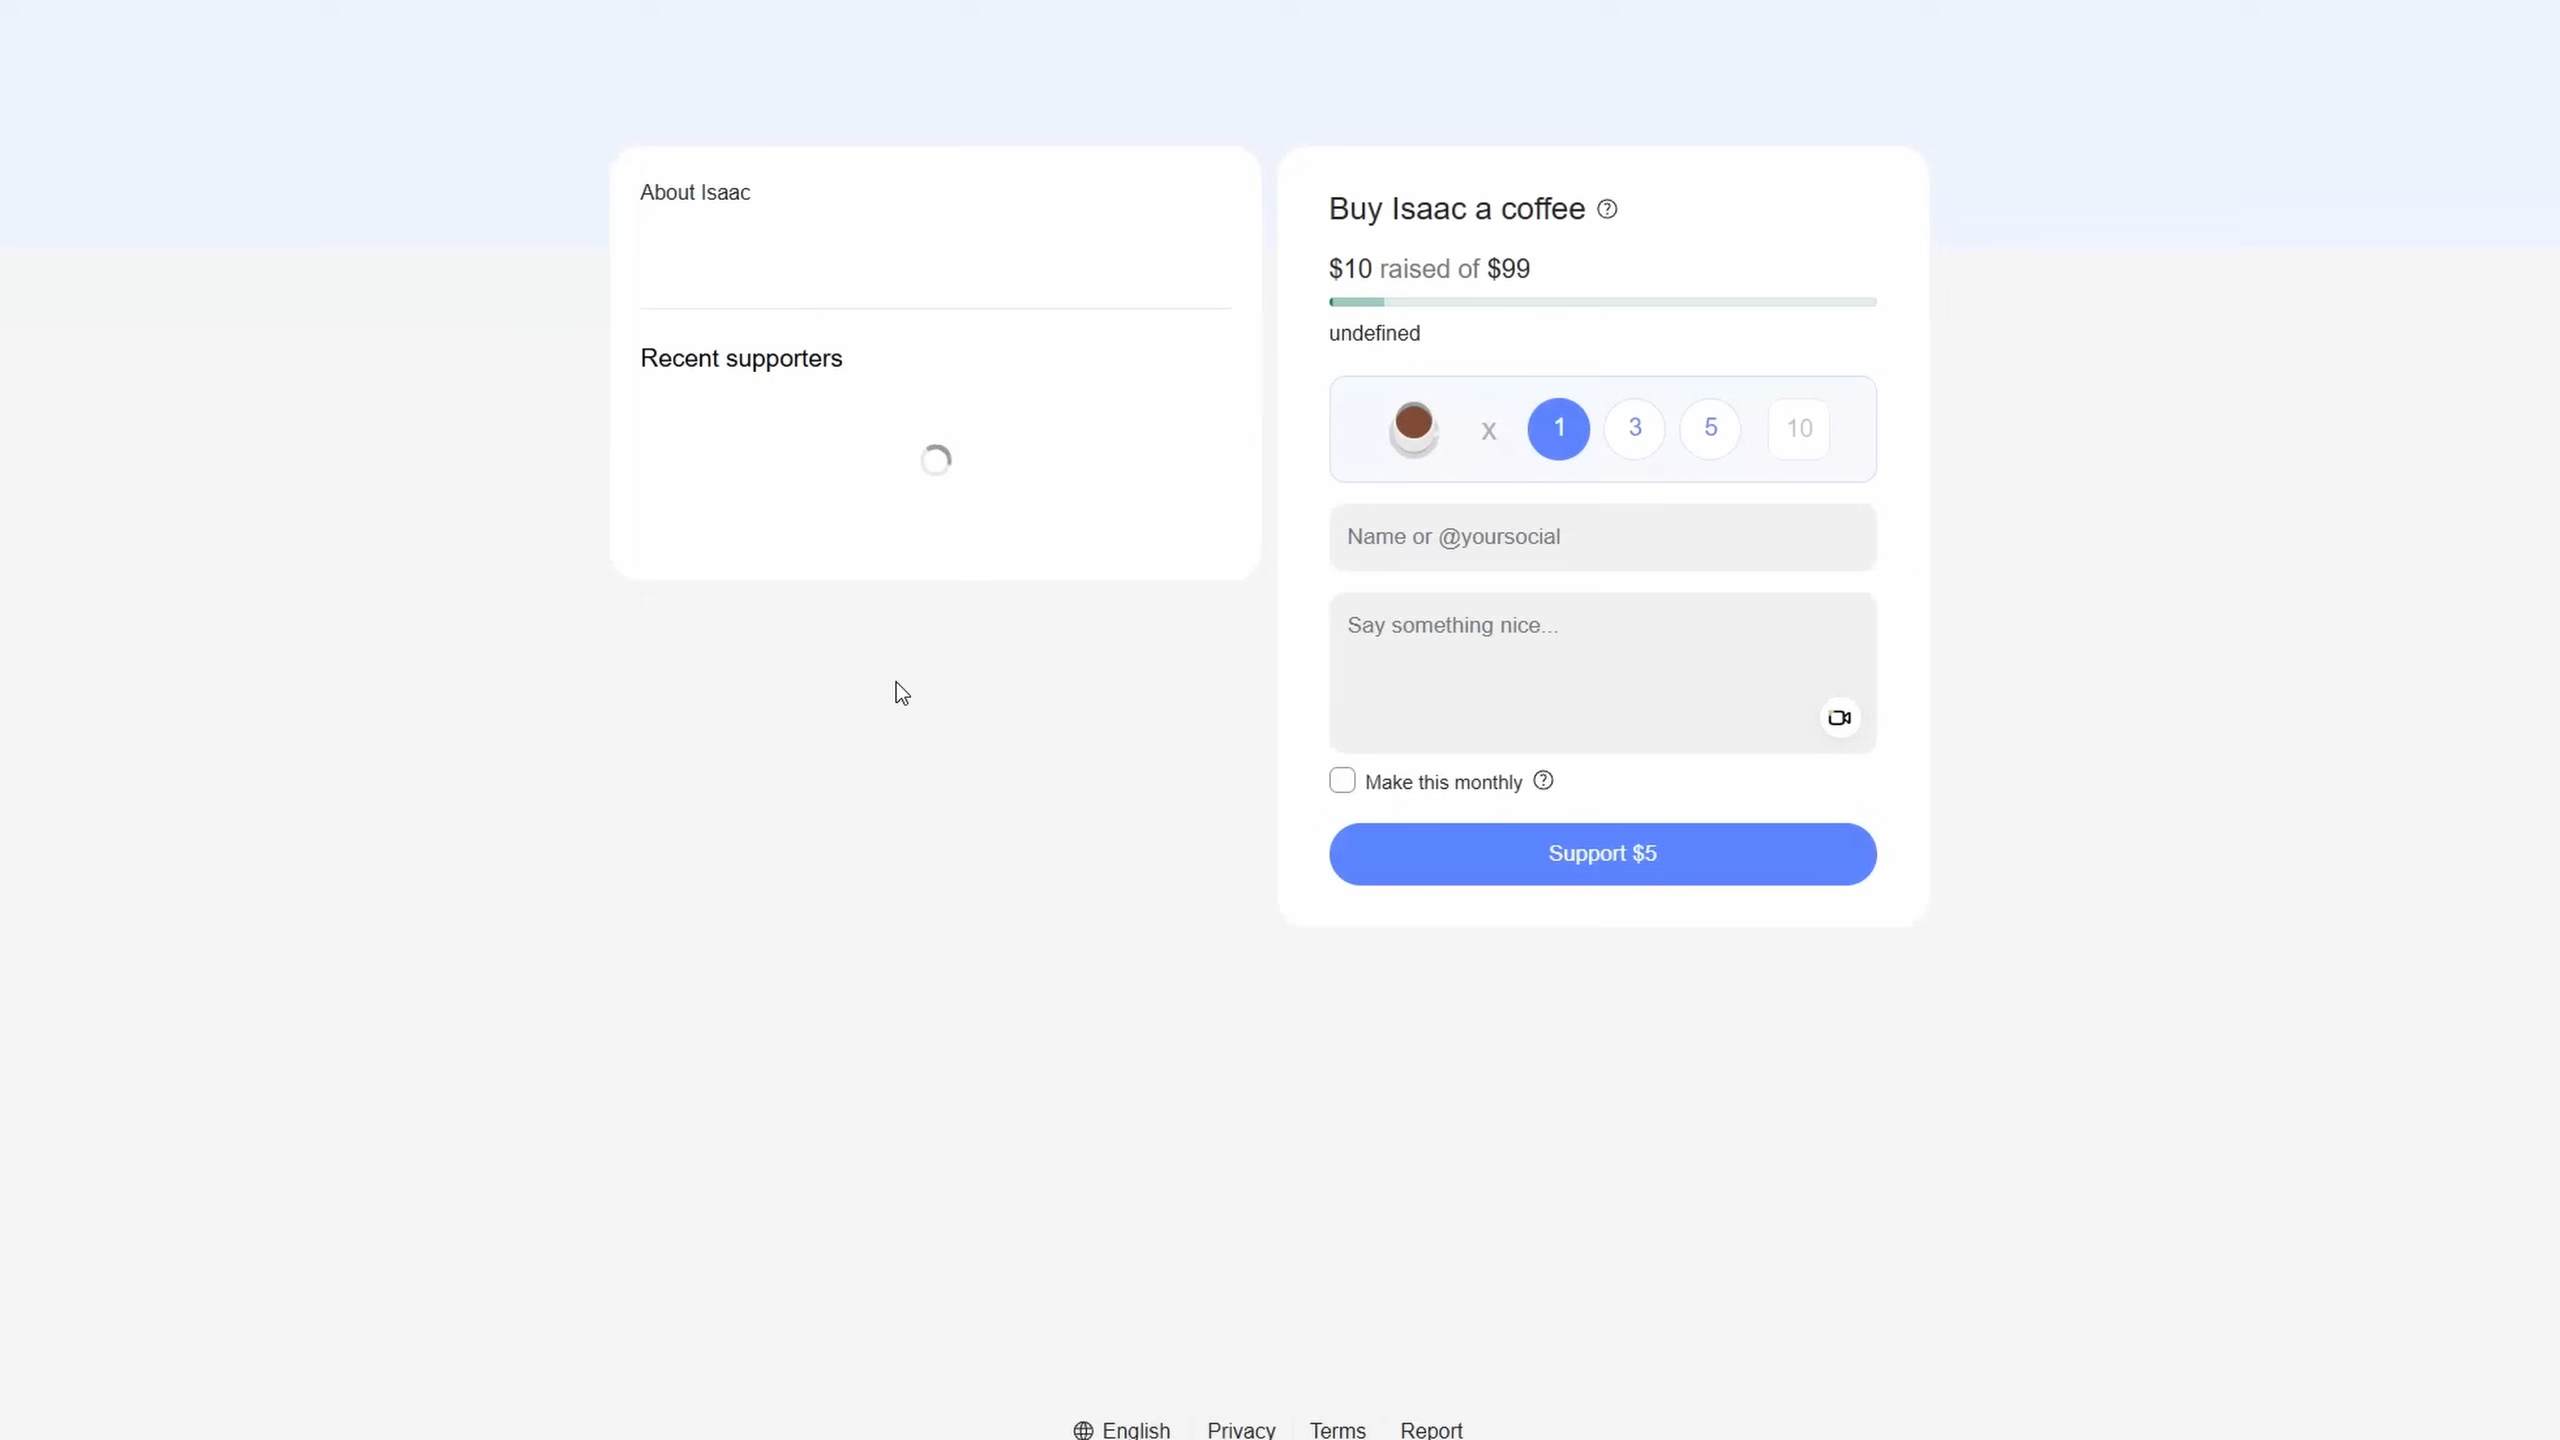 About Isaac
Recent supporters
Buy Isaac a coffee
$10 raised of $99
undefined
x 1 3 5 10
Name or @yoursocial
Say something nice...
Make this monthly
Support $5
English Privacy Terms Report